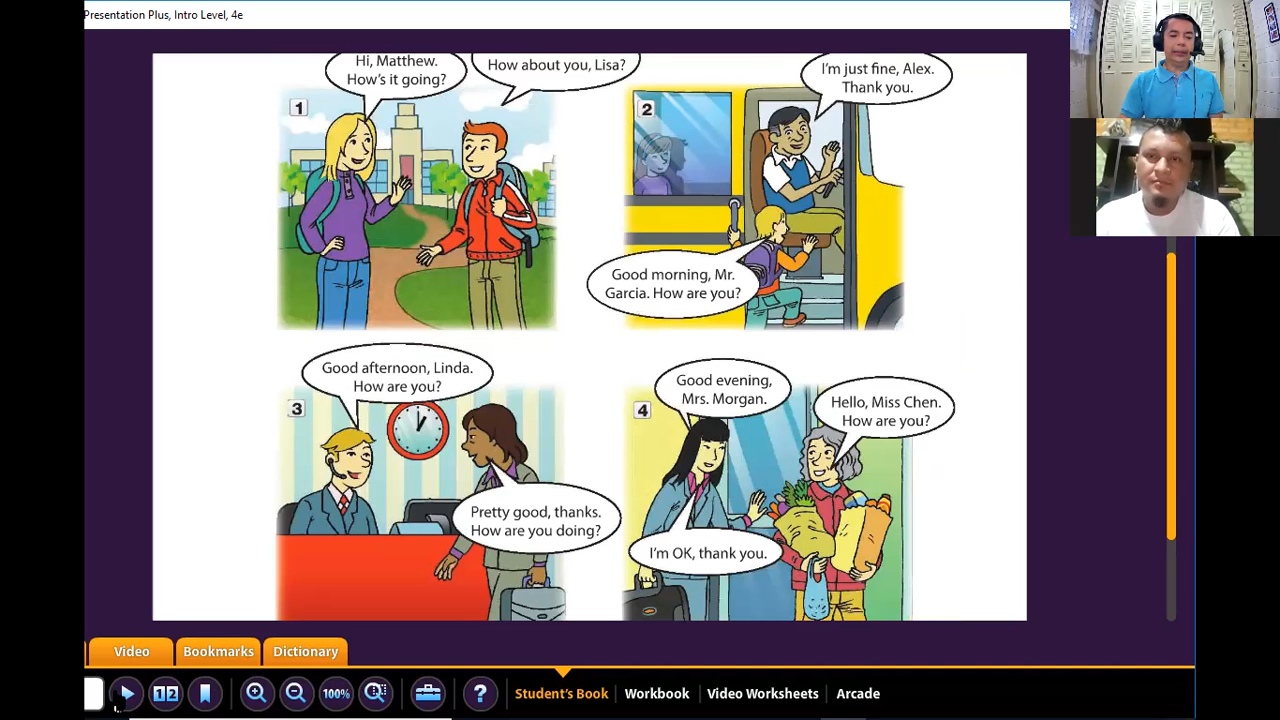 Presentation Plus, Intro Level, 4e
Hi, Matthew.
How's it going?
How about you, Lisa?
I'm just fine, Alex.
Thank you.
1
2
Good morning, Mr.
Garcia. How are you?
Good afternoon, Linda.
How are you?
3
Pretty good, thanks.
How are you doing?
Good evening,
Mrs. Morgan.
4
Hello, Miss Chen.
How are you?
I'm OK, thank you.
Video
Bookmarks
Dictionary
1 2
100%
?
Student's Book
Workbook
Video Worksheets
Arcade